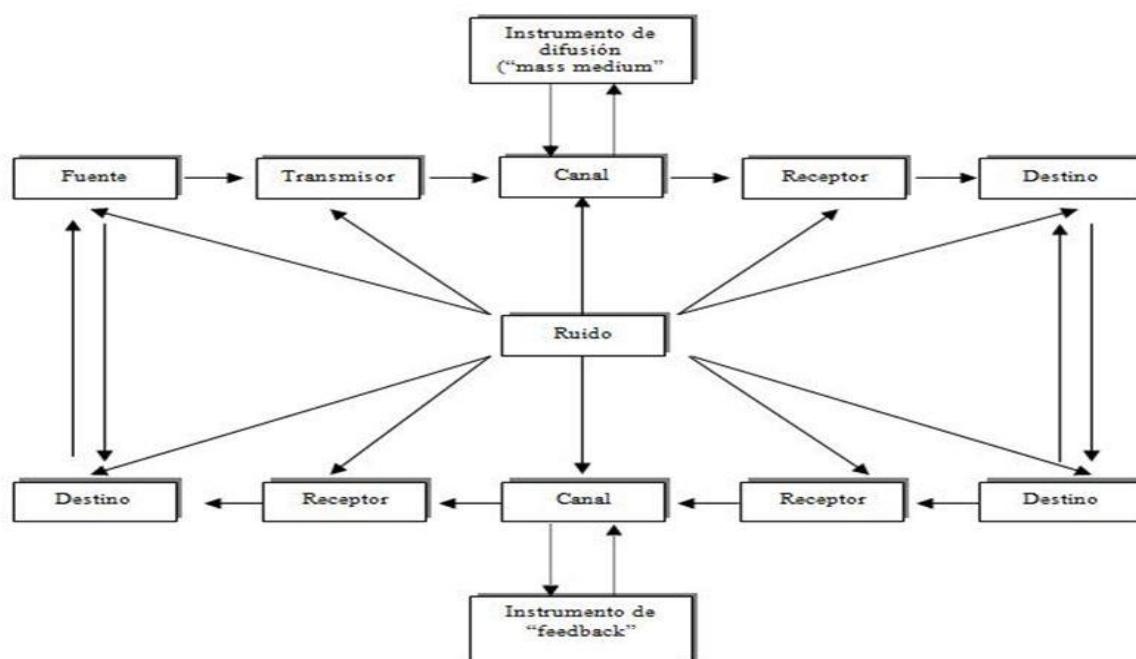 Instrumento de
difusión
(“mass medium”
Fuente
Transmisor
Canal
Receptor
Destino
Ruido
Destino
Receptor
Canal
Receptor
Destino
Instrumento de
“feedback”